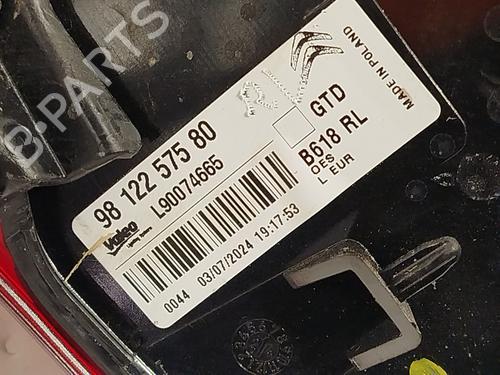 B-PARTS
98 122 575 80
L90074665
Valeo
0044 03/07/2024 19:17:53
GTD
B618 RL
OES
L EUR
MADE IN POLAND